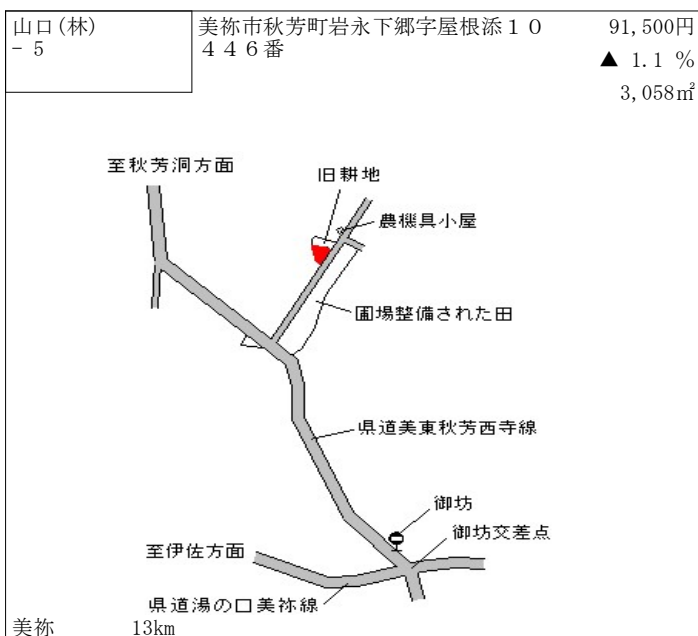 山口(林)
- 5
美祢市秋芳町岩永下郷字屋根添１０
４４６番
91,500円
▲ 1.1 %
3,058㎡
至秋芳洞方面
旧耕地
農機具小屋
圃場整備された田
県道美東秋芳西寺線
御坊
御坊交差点
至伊佐方面
県道湯の口美祢線
美祢 13km